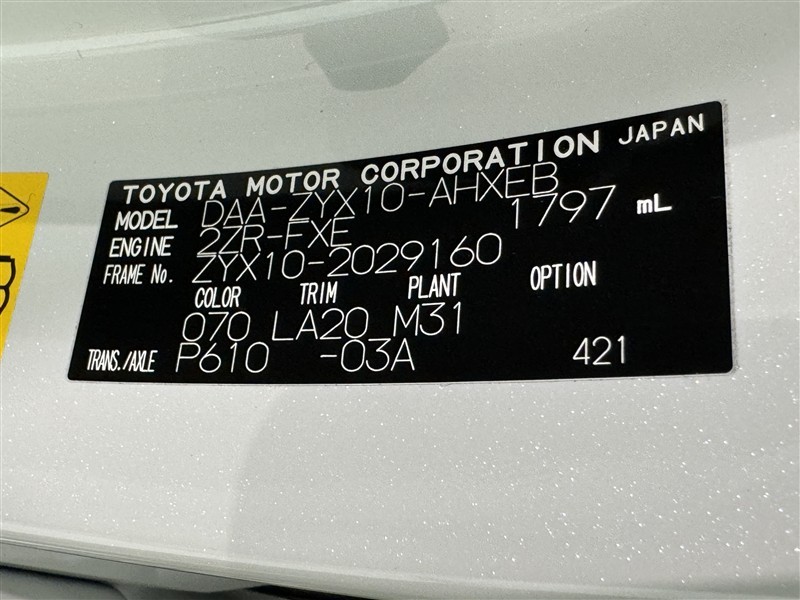 TOYOTA MOTOR CORPORATION JAPAN
MODEL DAA-ZYX10-AHXEB
ENGINE 2ZR-FXE 1797 mL
FRAME No. ZYX10-2029160
COLOR TRIM PLANT OPTION
070 LA20 M31
TRANS./AXLE P610 -03A 421